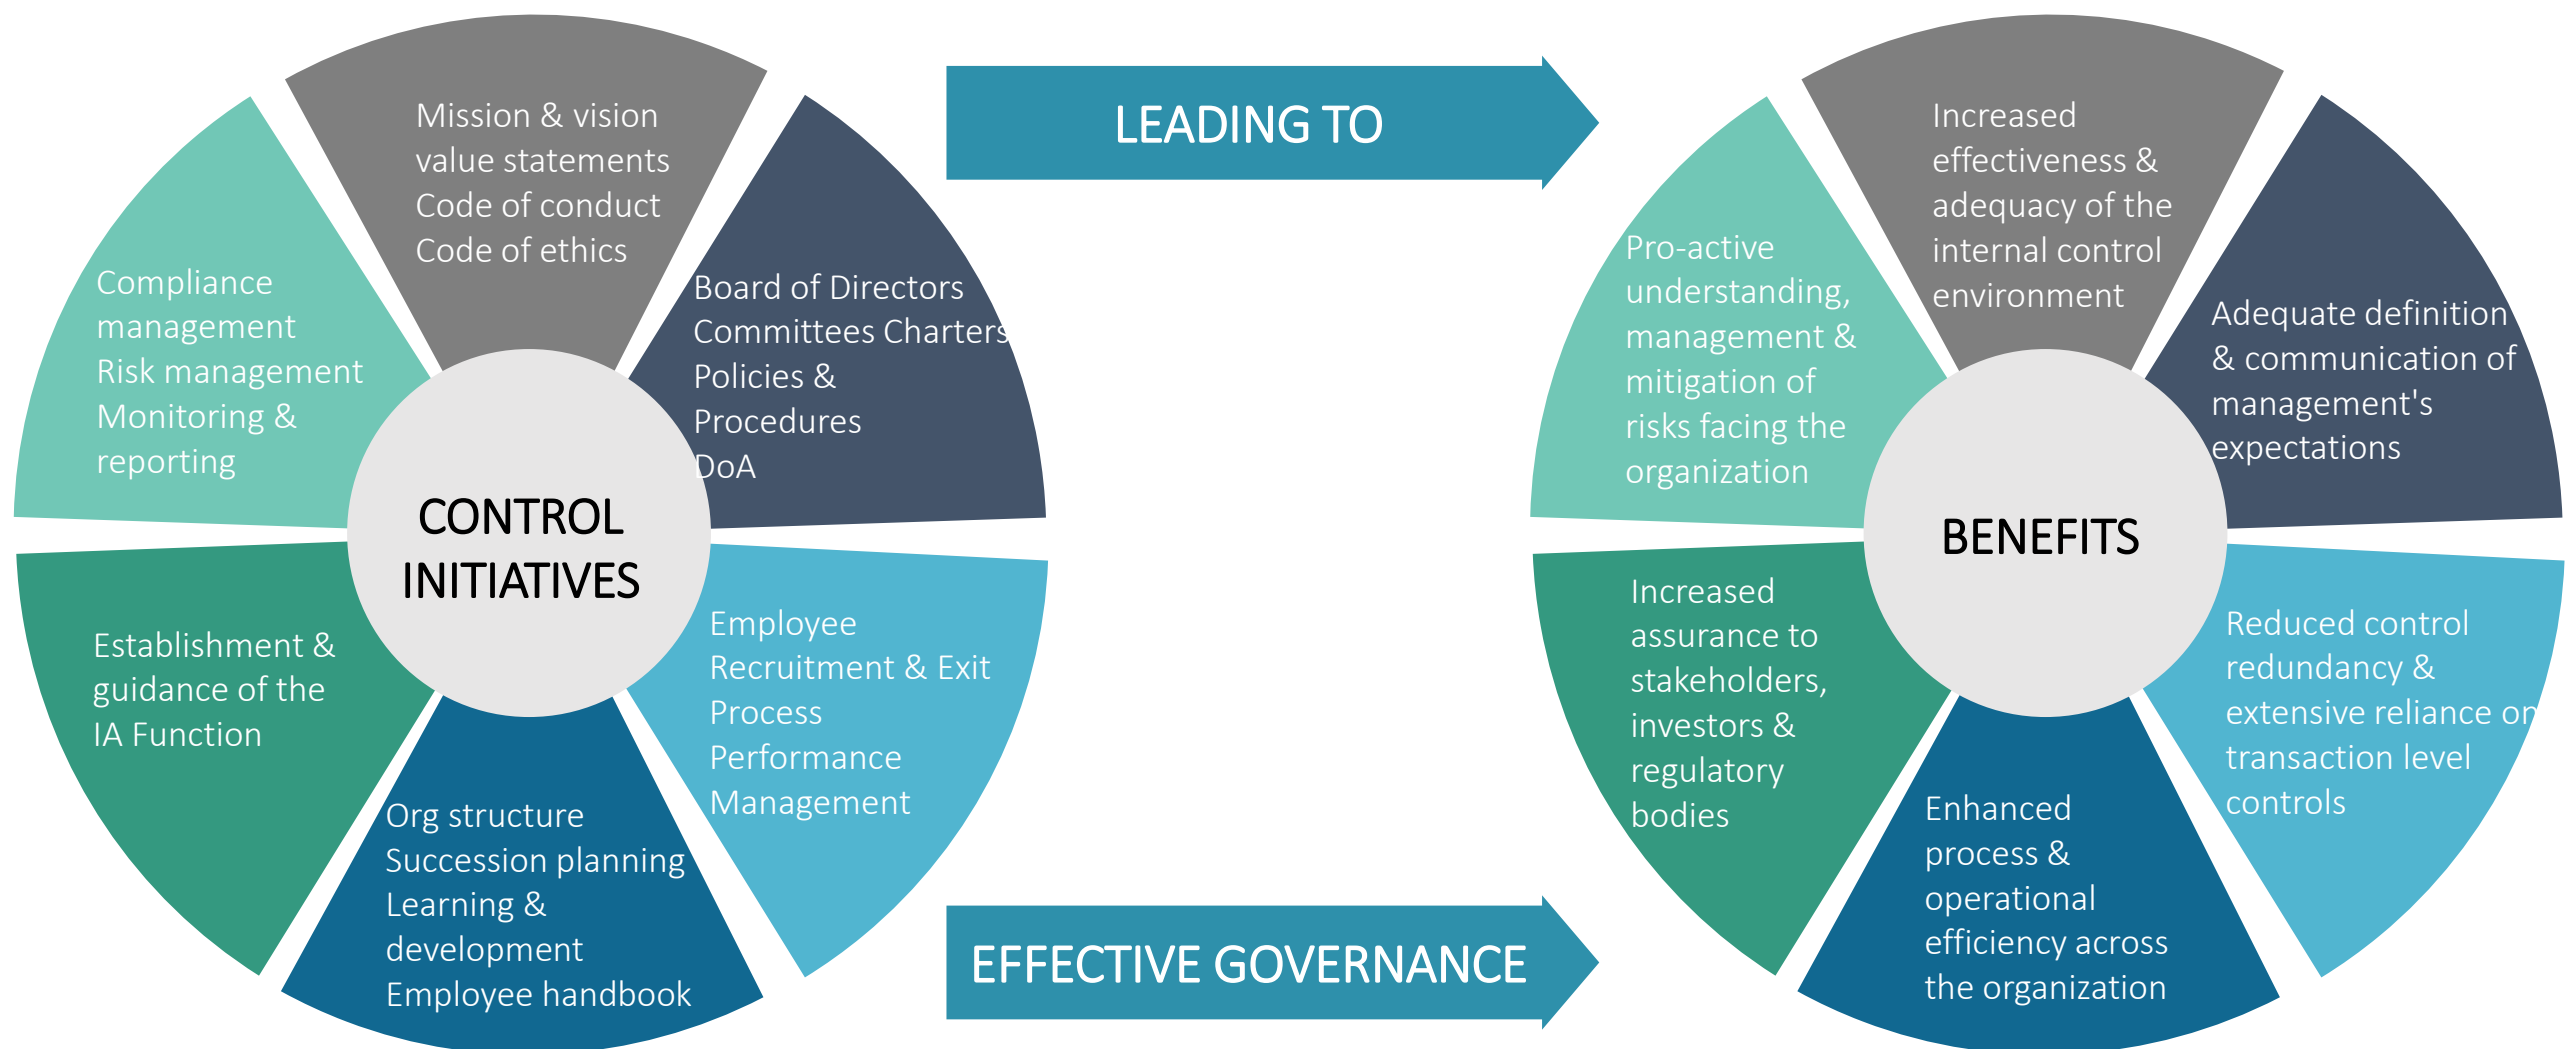 Mission & vision
value statements
Code of conduct
Code of ethics
Board of Directors
Committees Charters
Policies &
Procedures
DoA
Employee
Recruitment & Exit
Process
Performance
Management
Org structure
Succession planning
Learning &
development
Employee handbook
Establishment &
guidance of the
IA Function
Compliance
management
Risk management
Monitoring &
reporting
CONTROL
INITIATIVES
LEADING TO
EFFECTIVE GOVERNANCE
Increased
effectiveness &
adequacy of the
internal control
environment
Adequate definition
& communication of
management's
expectations
Reduced control
redundancy &
extensive reliance on
transaction level
controls
Enhanced
process &
operational
efficiency across
the organization
Increased
assurance to
stakeholders,
investors &
regulatory
bodies
Pro-active
understanding,
management &
mitigation of
risks facing the
organization
BENEFITS